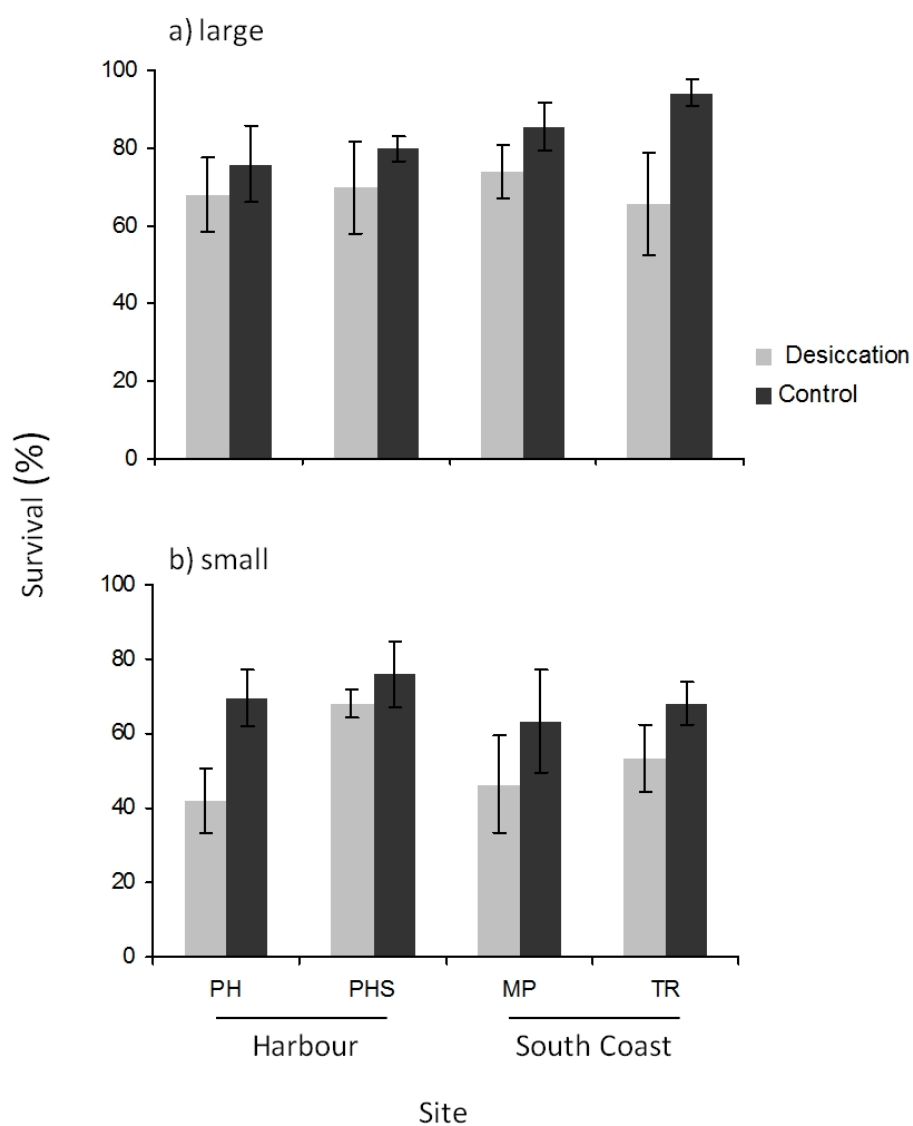 a) large
100
80
60
40
20
0
Desiccation
Control
Survival (%)
b) small
100
80
60
40
20
0
PH PHS MP TR
Harbour South Coast
Site